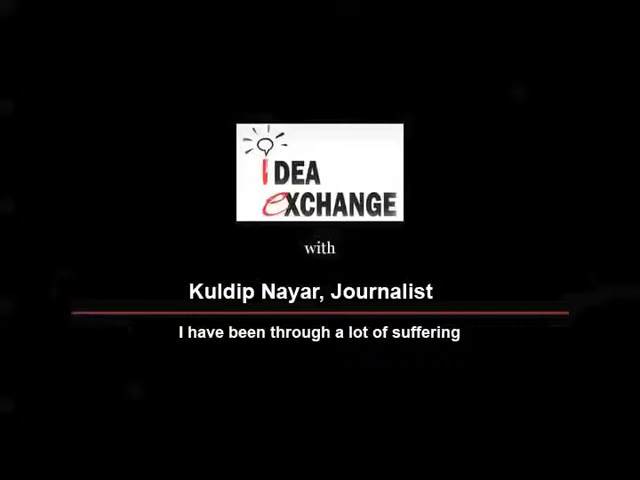 IDEA
eXCHANGE
with
Kuldip Nayar, Journalist
I have been through a lot of suffering